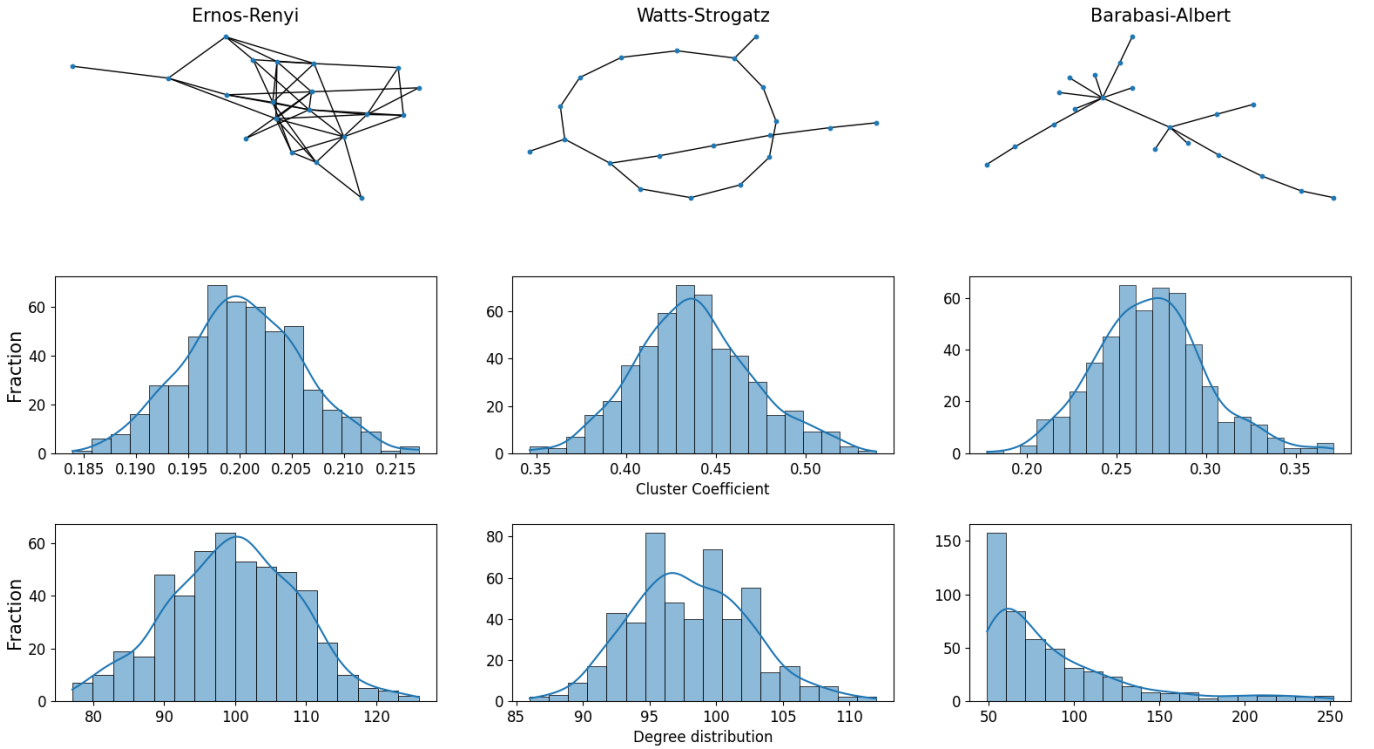 Ernos-Renyi Watts-Strogatz Barabasi-Albert
Fraction
60
40
20
0
0.185 0.190 0.195 0.200 0.205 0.210 0.215
60
40
20
0
0.35 0.40 0.45 0.50
Cluster Coefficient
60
40
20
0
0.20 0.25 0.30 0.35
Fraction
60
40
20
0
80 90 100 110 120
80
60
40
20
0
85 90 95 100 105 110
Degree distribution
150
100
50
0
50 100 150 200 250